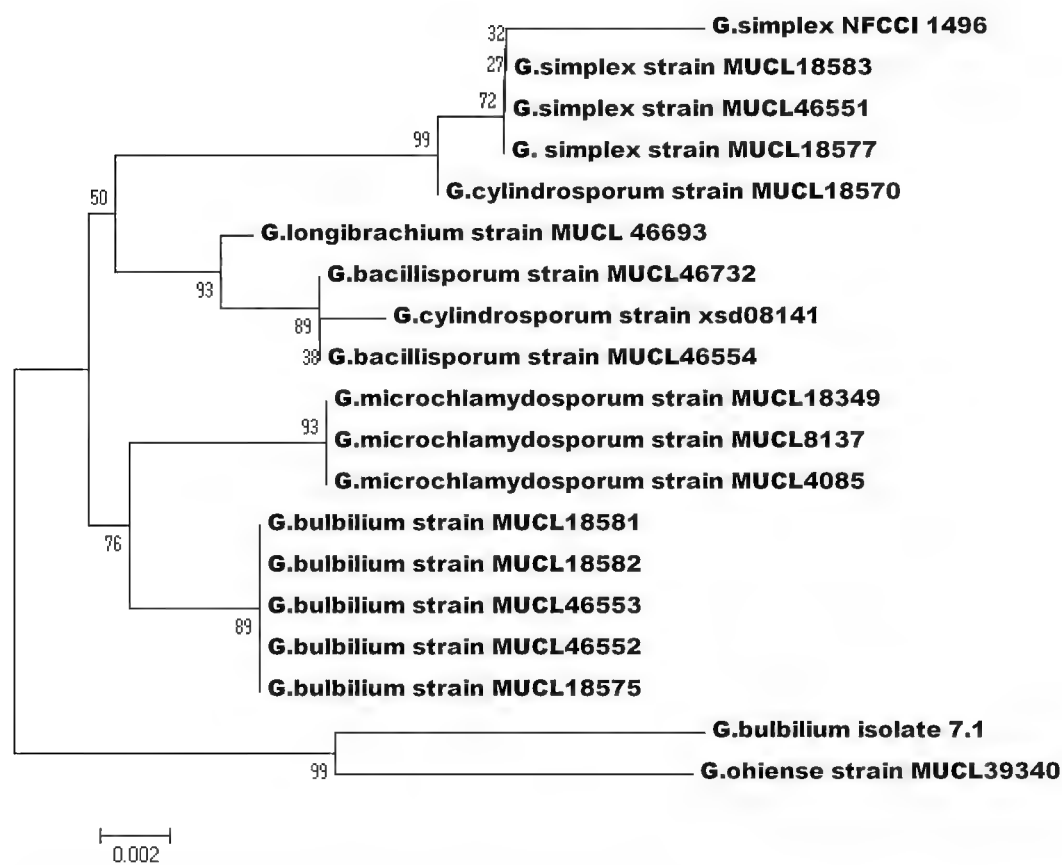 G.simplex NFCCI 1496
32
27
G.simplex strain MUCL18583
72
G.simplex strain MUCL46551
99
G. simplex strain MUCL18577
G.cylindrosporum strain MUCL18570
50
G.longibrachium strain MUCL 46693
G.bacillisporum strain MUCL46732
93
G.cylindrosporum strain xsd08141
89
38
G.bacillisporum strain MUCL46554
G.microchlamydosporum strain MUCL18349
93
G.microchlamydosporum strain MUCL8137
G.microchlamydosporum strain MUCL4085
G.bulbilium strain MUCL18581
76
G.bulbilium strain MUCL18582
G.bulbilium strain MUCL46553
89
G.bulbilium strain MUCL46552
G.bulbilium strain MUCL18575
G.bulbilium isolate 7.1
99
G.ohiense strain MUCL39340
0.002